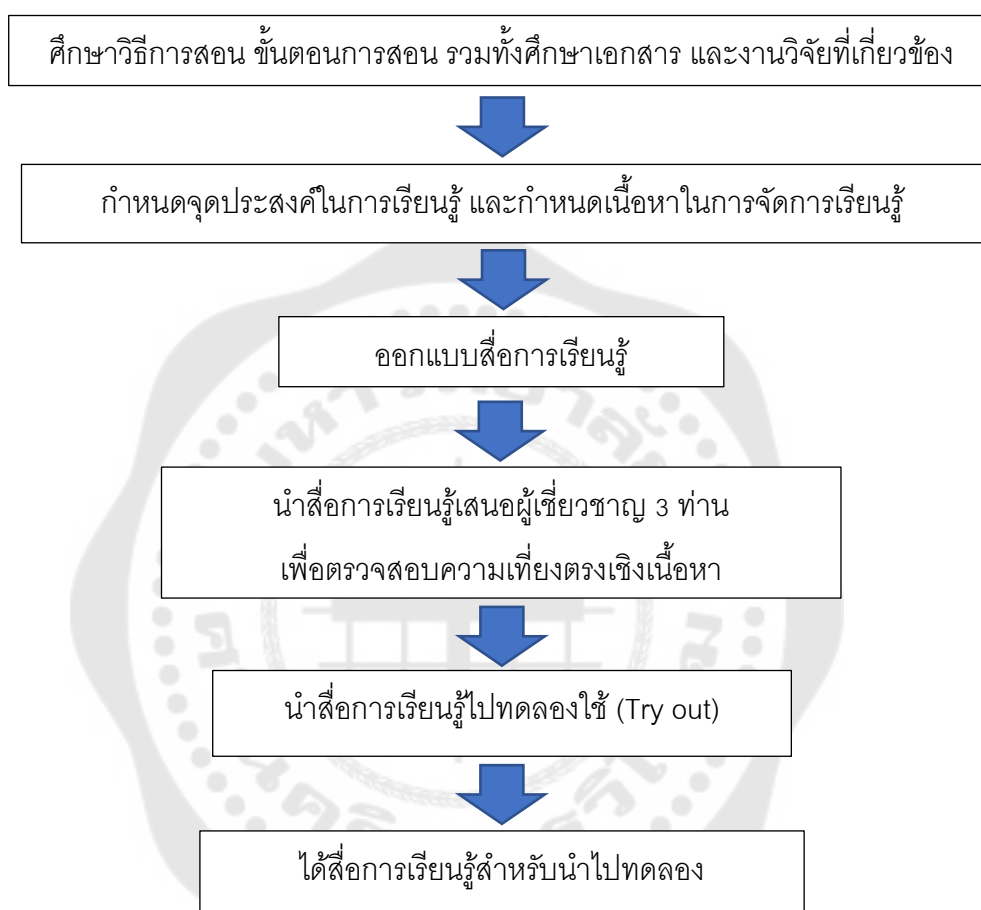 ศึกษาวิธีการสอน ขั้นตอนการสอน รวมทั้งศึกษาเอกสาร และงานวิจัยที่เกี่ยวข้อง
กำหนดจุดประสงค์ในการเรียนรู้ และกำหนดเนื้อหาในการจัดการเรียนรู้
ออกแบบสื่อการเรียนรู้
นำสื่อการเรียนรู้เสนอผู้เชี่ยวชาญ 3 ท่าน
เพื่อตรวจสอบความเที่ยงตรงเชิงเนื้อหา
นำสื่อการเรียนรู้ไปทดลองใช้ (Try out)
ได้สื่อการเรียนรู้สำหรับนำไปทดลอง